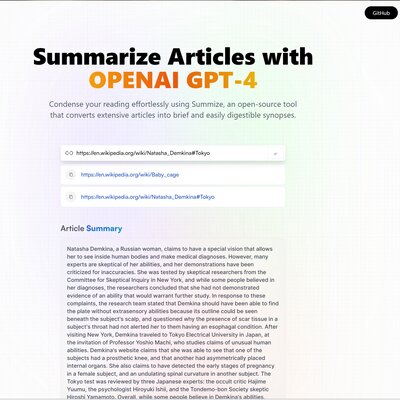 GitHub
Summarize Articles with
OPENAI GPT-4
Condense your reading effortlessly using Summize, an open-source tool
that converts extensive articles into brief and easily digestible synopses.
https://en.wikipedia.org/wiki/Natasha_Demkina#Tokyo
https://en.wikipedia.org/wiki/Baby_cage
https://en.wikipedia.org/wiki/Natasha_Demkina#Tokyo
Article Summary
Natasha Demkina, a Russian woman, claims to have a special vision that allows
her to see inside human bodies and make medical diagnoses. However, many
experts are skeptical of her abilities, and her demonstrations have been
criticized for inaccuracies. She was tested by skeptical researchers from the
Committee for Skeptical Inquiry in New York, and while some people believed in
her diagnoses, the researchers concluded that she had not demonstrated
evidence of an ability that would warrant further study. In response to these
complaints, the research team stated that Demkina should have been able to find
the plate without extrasensory abilities because its outline could be seen
beneath the subject's scalp, and questioned why the presence of scar tissue in a
subject's throat had not alerted her to them having an esophagal condition. After
visiting New York, Demkina traveled to Tokyo Electrical University in Japan, at
the invitation of Professor Yoshio Machi, who studies claims of unusual human
abilities. Demkina's website claims that she was able to see that one of the
subjects had a prosthetic knee, and that another had asymmetrically placed
internal organs. She also claims to have detected the early stages of pregnancy
in a female subject, and an undulating spinal curvature in another subject. The
Tokyo test was reviewed by three Japanese experts: the occult critic Hajime
Yuumu, the psychologist Hiroyuki Ishii, and the Tondemo-bon Society skeptic
Hiroshi Yamamoto. Overall, while some people believe in Demkina's abilities,